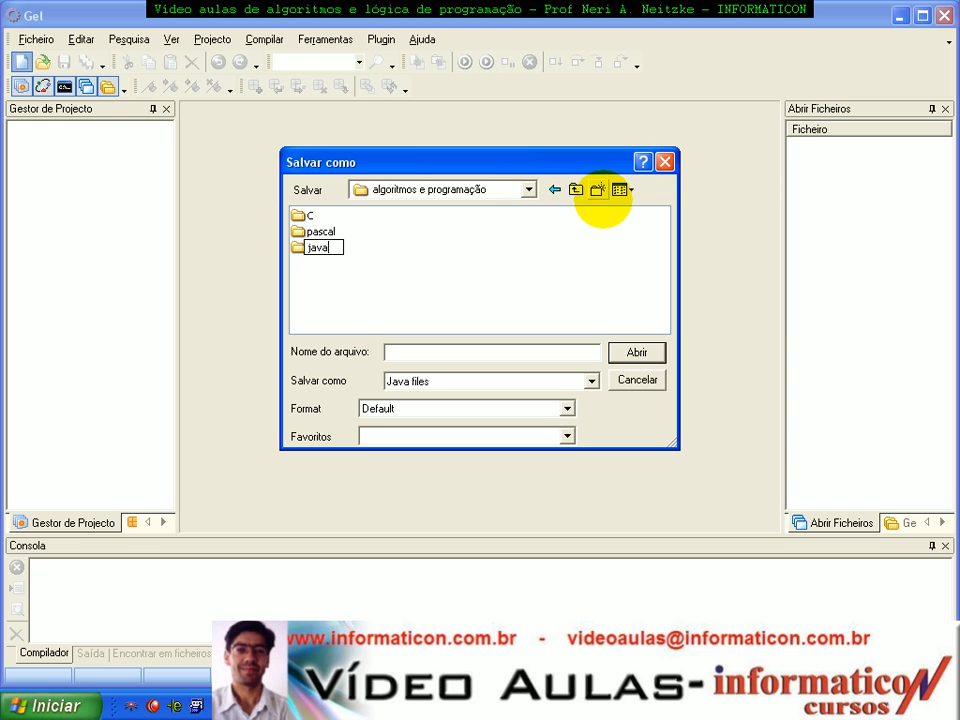 Video aulas de algoritmos e lógica de programação – Prof Neri A. Neitzke – INFORMATICON
Gel
Ficheiro Editar Pesquisa Ver Projecto Compilar Ferramentas Plugin Ajuda
Gestor de Projecto
Abrir Ficheiros
Ficheiro
Salvar como
Salvar
algoritmos e programação
C
pascal
java
Nome do arquivo:
Abrir
Salvar como
Java files
Cancelar
Format
Default
Favoritos
Gestor de Projecto
Abrir Ficheiros
Ge
Consola
Compilador
Saída
Encontrar em ficheiros
www.informaticon.com.br - videoaulas@informaticon.com.br
VÍDEO AULAS-informaticon
cursos
Iniciar